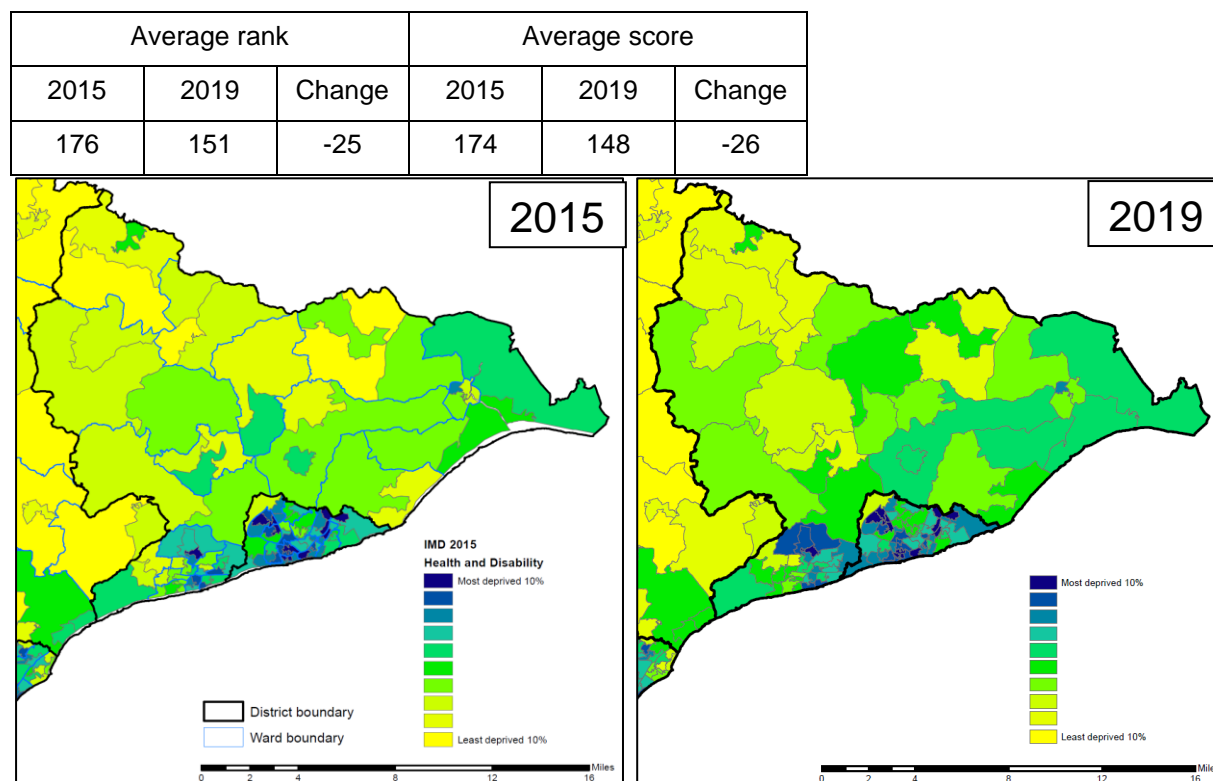 Average rank Average score
2015 2019 Change 2015 2019 Change
176 151 -25 174 148 -26
2015
2019
IMD 2015
Health and Disability
Most deprived 10%
Least deprived 10%
District boundary
Ward boundary
Miles
0 2 4 8 12 16
Most deprived 10%
Least deprived 10%
Miles
0 2 4 8 12 16